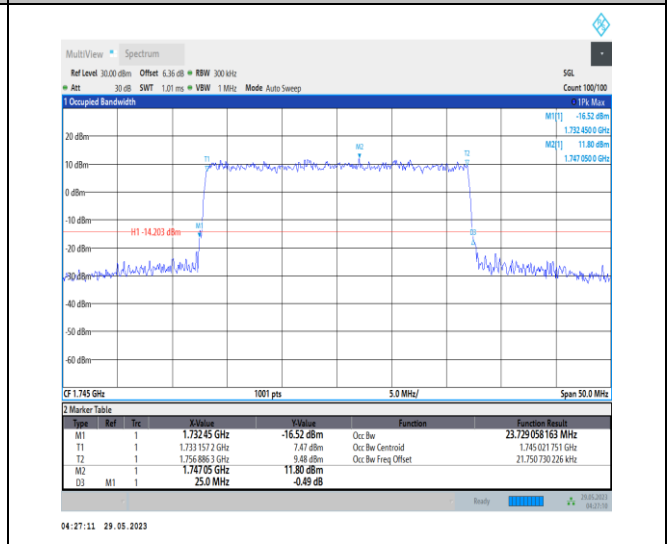 MultiView Spectrum
Ref Level 30.00 dBm Offset 6.36 dB RBW 300 kHz SGL
Att 30 dB SWT 1.01 ms VBW 1 MHz Mode Auto Sweep Count 100/100
1 Occupied Bandwidth 1Pk Max
M1[1] -16.52 dBm
1.732 450 0 GHz
M2[1] 11.80 dBm
1.747 050 0 GHz
20 dBm
M2
T1
T2
10 dBm
0 dBm
-10 dBm
M1
H1 -14.203 dBm
D3
-20 dBm
-30 dBm
-40 dBm
-50 dBm
-60 dBm
CF 1.745 GHz 1001 pts 5.0 MHz/ Span 50.0 MHz
2 Marker Table
Type Ref Trc X-Value Y-Value Function Function Result
M1 1 1.732 45 GHz -16.52 dBm Occ Bw 23.729 058 163 MHz
T1 1 1.733 157 2 GHz 7.47 dBm Occ Bw Centroid 1.745 021 751 GHz
T2 1 1.756 886 3 GHz 9.48 dBm Occ Bw Freq Offset 21.750 730 226 kHz
M2 1 1.747 05 GHz 11.80 dBm
D3 M1 1 25.0 MHz -0.49 dB
Ready 29.05.2023
04:27:10
04:27:11 29.05.2023